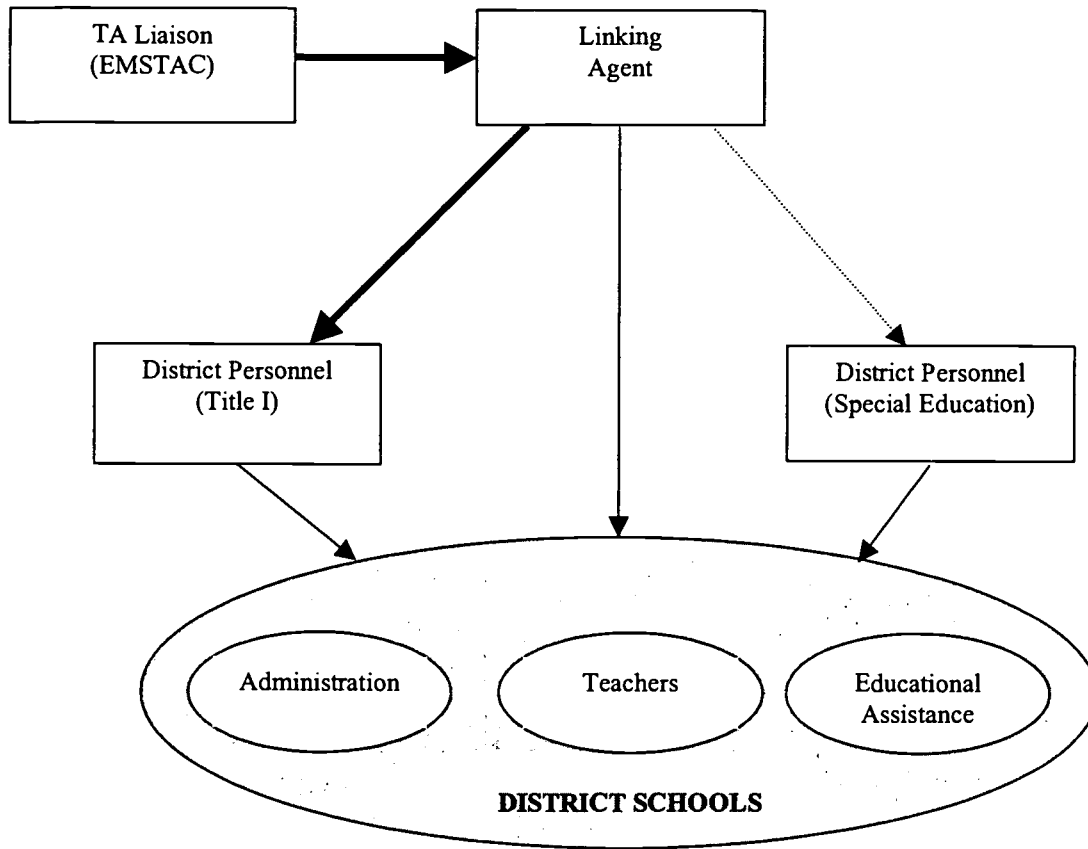 TA Liaison
(EMSTAC)
Linking
Agent
District Personnel
(Title I)
District Personnel
(Special Education)
Administration
Teachers
Educational
Assistance
DISTRICT SCHOOLS